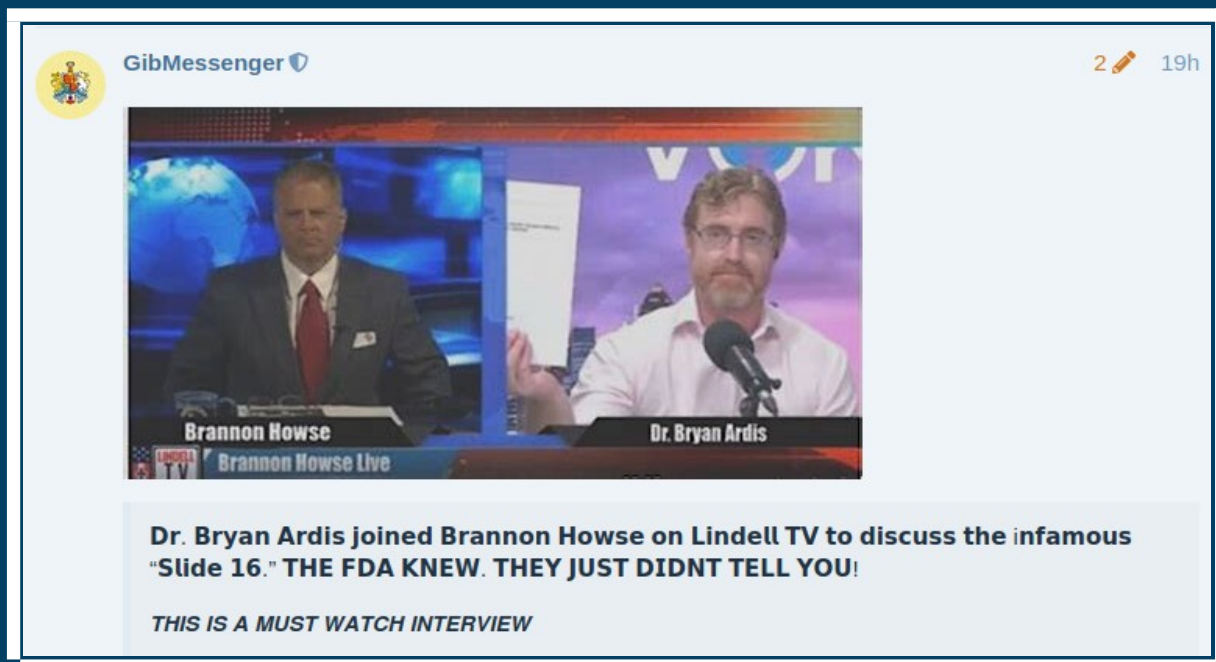 GibMessenger
2 19h
Brannon Howse
Dr. Bryan Ardis
LINDELL
TV
Brannon Howse Live
Dr. Bryan Ardis joined Brannon Howse on Lindell TV to discuss the infamous
“Slide 16.” THE FDA KNEW. THEY JUST DIDNT TELL YOU!
THIS IS A MUST WATCH INTERVIEW